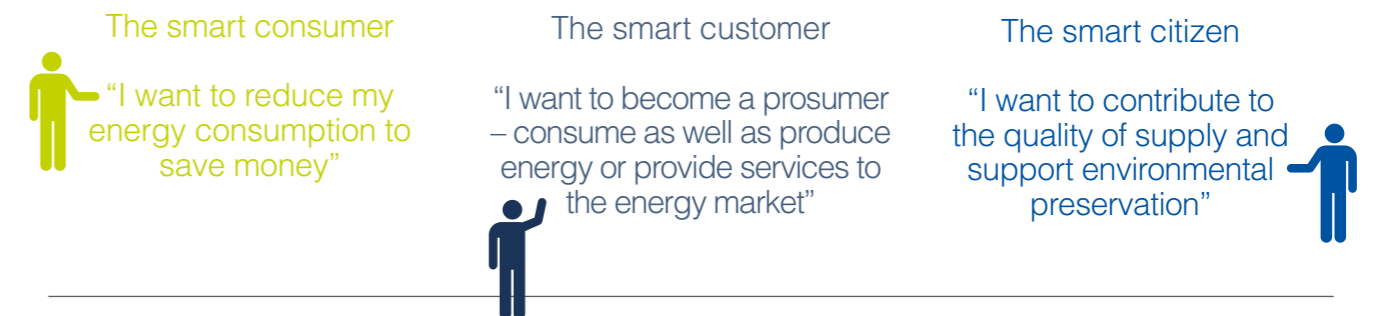 The smart consumer
“I want to reduce my
energy consumption to
save money”
The smart customer
“I want to become a prosumer
– consume as well as produce
energy or provide services to
the energy market”
The smart citizen
“I want to contribute to
the quality of supply and
support environmental
preservation”